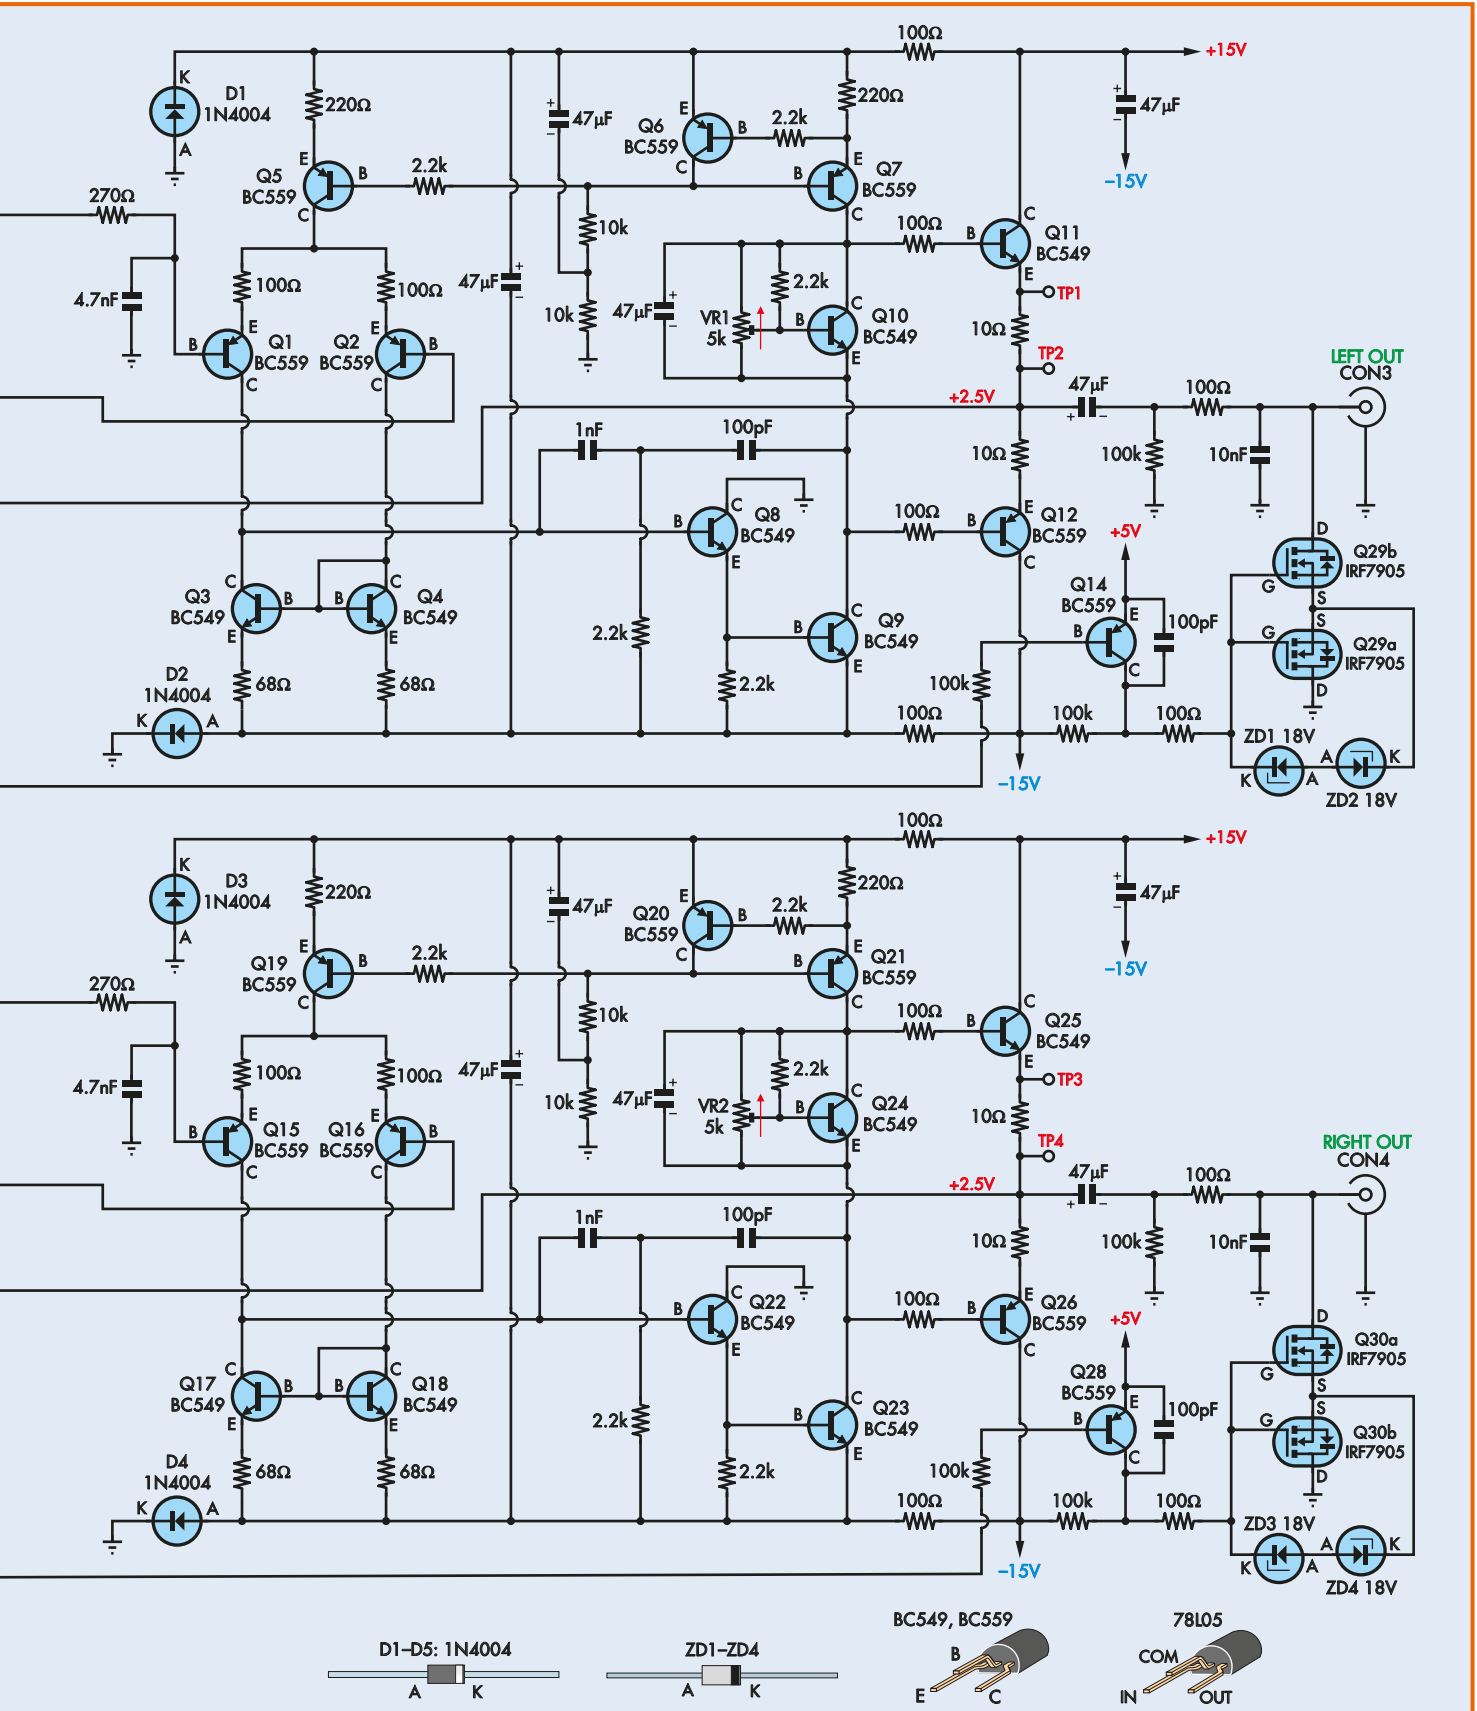 100Ω
+15V
K
D1
1N4004
A
220Ω
+
47µF
–
E
Q6
BC559
B
C
2.2k
220Ω
+
47µF
–
–15V
Q5
BC559
E
B
C
2.2k
E
Q7
BC559
B
C
270Ω
4.7nF
100Ω
100Ω
47µF
+
–
10k
10k
47µF
+
–
VR1
5k
2.2k
B
C
Q10
BC549
E
100Ω
B
C
Q11
BC549
E
TP1
10Ω
TP2
E
B
Q1
BC559
C
E
Q2
BC559
B
C
+2.5V
47µF
+
–
100Ω
LEFT OUT
CON3
1nF
100pF
10Ω
100k
10nF
C
B
Q8
BC549
E
100Ω
B
E
Q12
BC559
C
+5V
Q14
BC559
E
B
C
100pF
D
Q29b
IRF7905
G
S
S
G
Q29a
IRF7905
D
C
Q3
BC549
B
E
B
C
Q4
BC549
E
2.2k
B
C
Q9
BC549
E
D2
1N4004
K
A
68Ω
68Ω
2.2k
100Ω
100k
100k
100Ω
–15V
ZD1 18V
K
A
A
K
ZD2 18V
100Ω
+15V
K
D3
1N4004
A
220Ω
+
47µF
–
E
Q20
BC559
B
C
2.2k
220Ω
+
47µF
–
–15V
Q19
BC559
E
B
C
2.2k
E
Q21
BC559
B
C
270Ω
4.7nF
100Ω
100Ω
47µF
+
–
10k
10k
47µF
+
–
VR2
5k
2.2k
B
C
Q24
BC549
E
100Ω
B
C
Q25
BC549
E
TP3
10Ω
TP4
E
B
Q15
BC559
C
E
Q16
BC559
B
C
+2.5V
47µF
+
–
100Ω
RIGHT OUT
CON4
1nF
100pF
10Ω
100k
10nF
C
B
Q22
BC549
E
100Ω
B
E
Q26
BC559
C
+5V
Q28
BC559
E
B
C
100pF
D
Q30a
IRF7905
G
S
S
G
Q30b
IRF7905
D
C
Q17
BC549
B
E
B
C
Q18
BC549
E
2.2k
B
C
Q23
BC549
E
D4
1N4004
K
A
68Ω
68Ω
2.2k
100Ω
100k
100k
100Ω
–15V
ZD3 18V
K
A
A
K
ZD4 18V
D1–D5: 1N4004
A
K
ZD1–ZD4
A
K
BC549, BC559
B
E
C
78L05
COM
IN
OUT